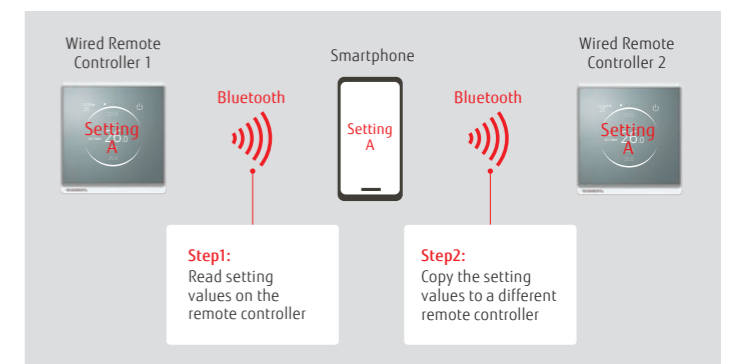 Wired Remote
Controller 1
Smartphone
Wired Remote
Controller 2
Bluetooth
Bluetooth
Setting
A
Setting
A
Setting
A
Step1:
Read setting
values on the
remote controller
Step2:
Copy the setting
values to a different
remote controller